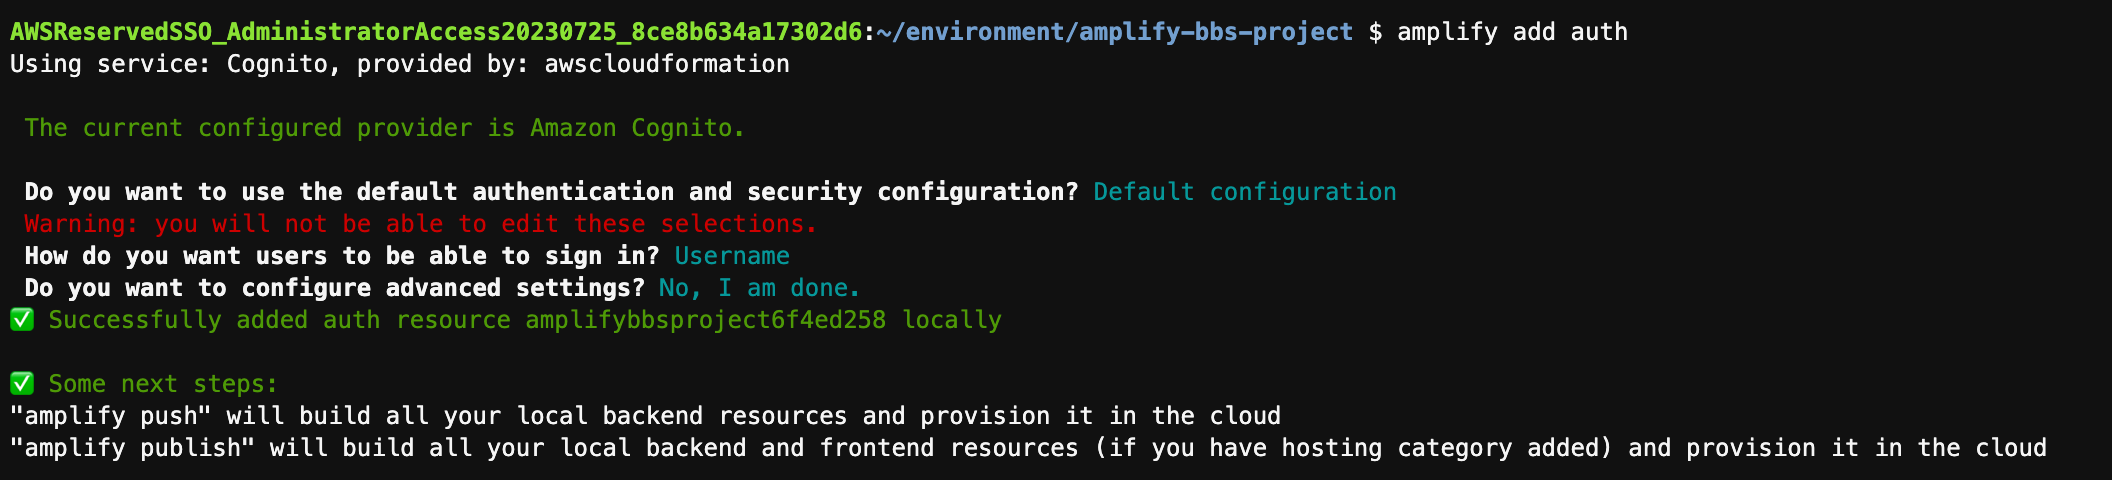 AWSReservedSSO_AdministratorAccess20230725_8ce8b634a17302d6:~/environment/amplify-bbs-project $ amplify add auth
Using service: Cognito, provided by: awscloudformation
The current configured provider is Amazon Cognito.
Do you want to use the default authentication and security configuration? Default configuration
Warning: you will not be able to edit these selections.
How do you want users to be able to sign in? Username
Do you want to configure advanced settings? No, I am done.
✅ Successfully added auth resource amplifybbsproject6f4ed258 locally
✅ Some next steps:
"amplify push" will build all your local backend resources and provision it in the cloud
"amplify publish" will build all your local backend and frontend resources (if you have hosting category added) and provision it in the cloud